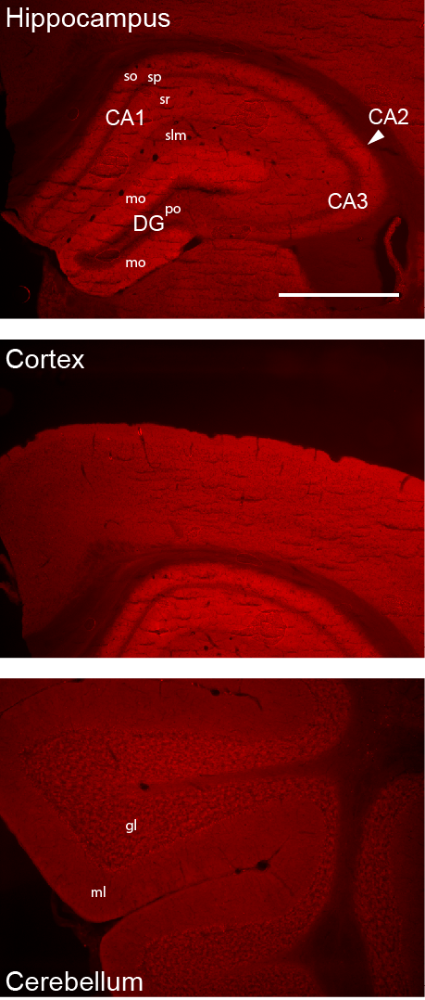 Hippocampus
so sp
sr
CA1
CA2
slm
mo
CA3
po
DG
mo
Cortex
gl
ml
Cerebellum